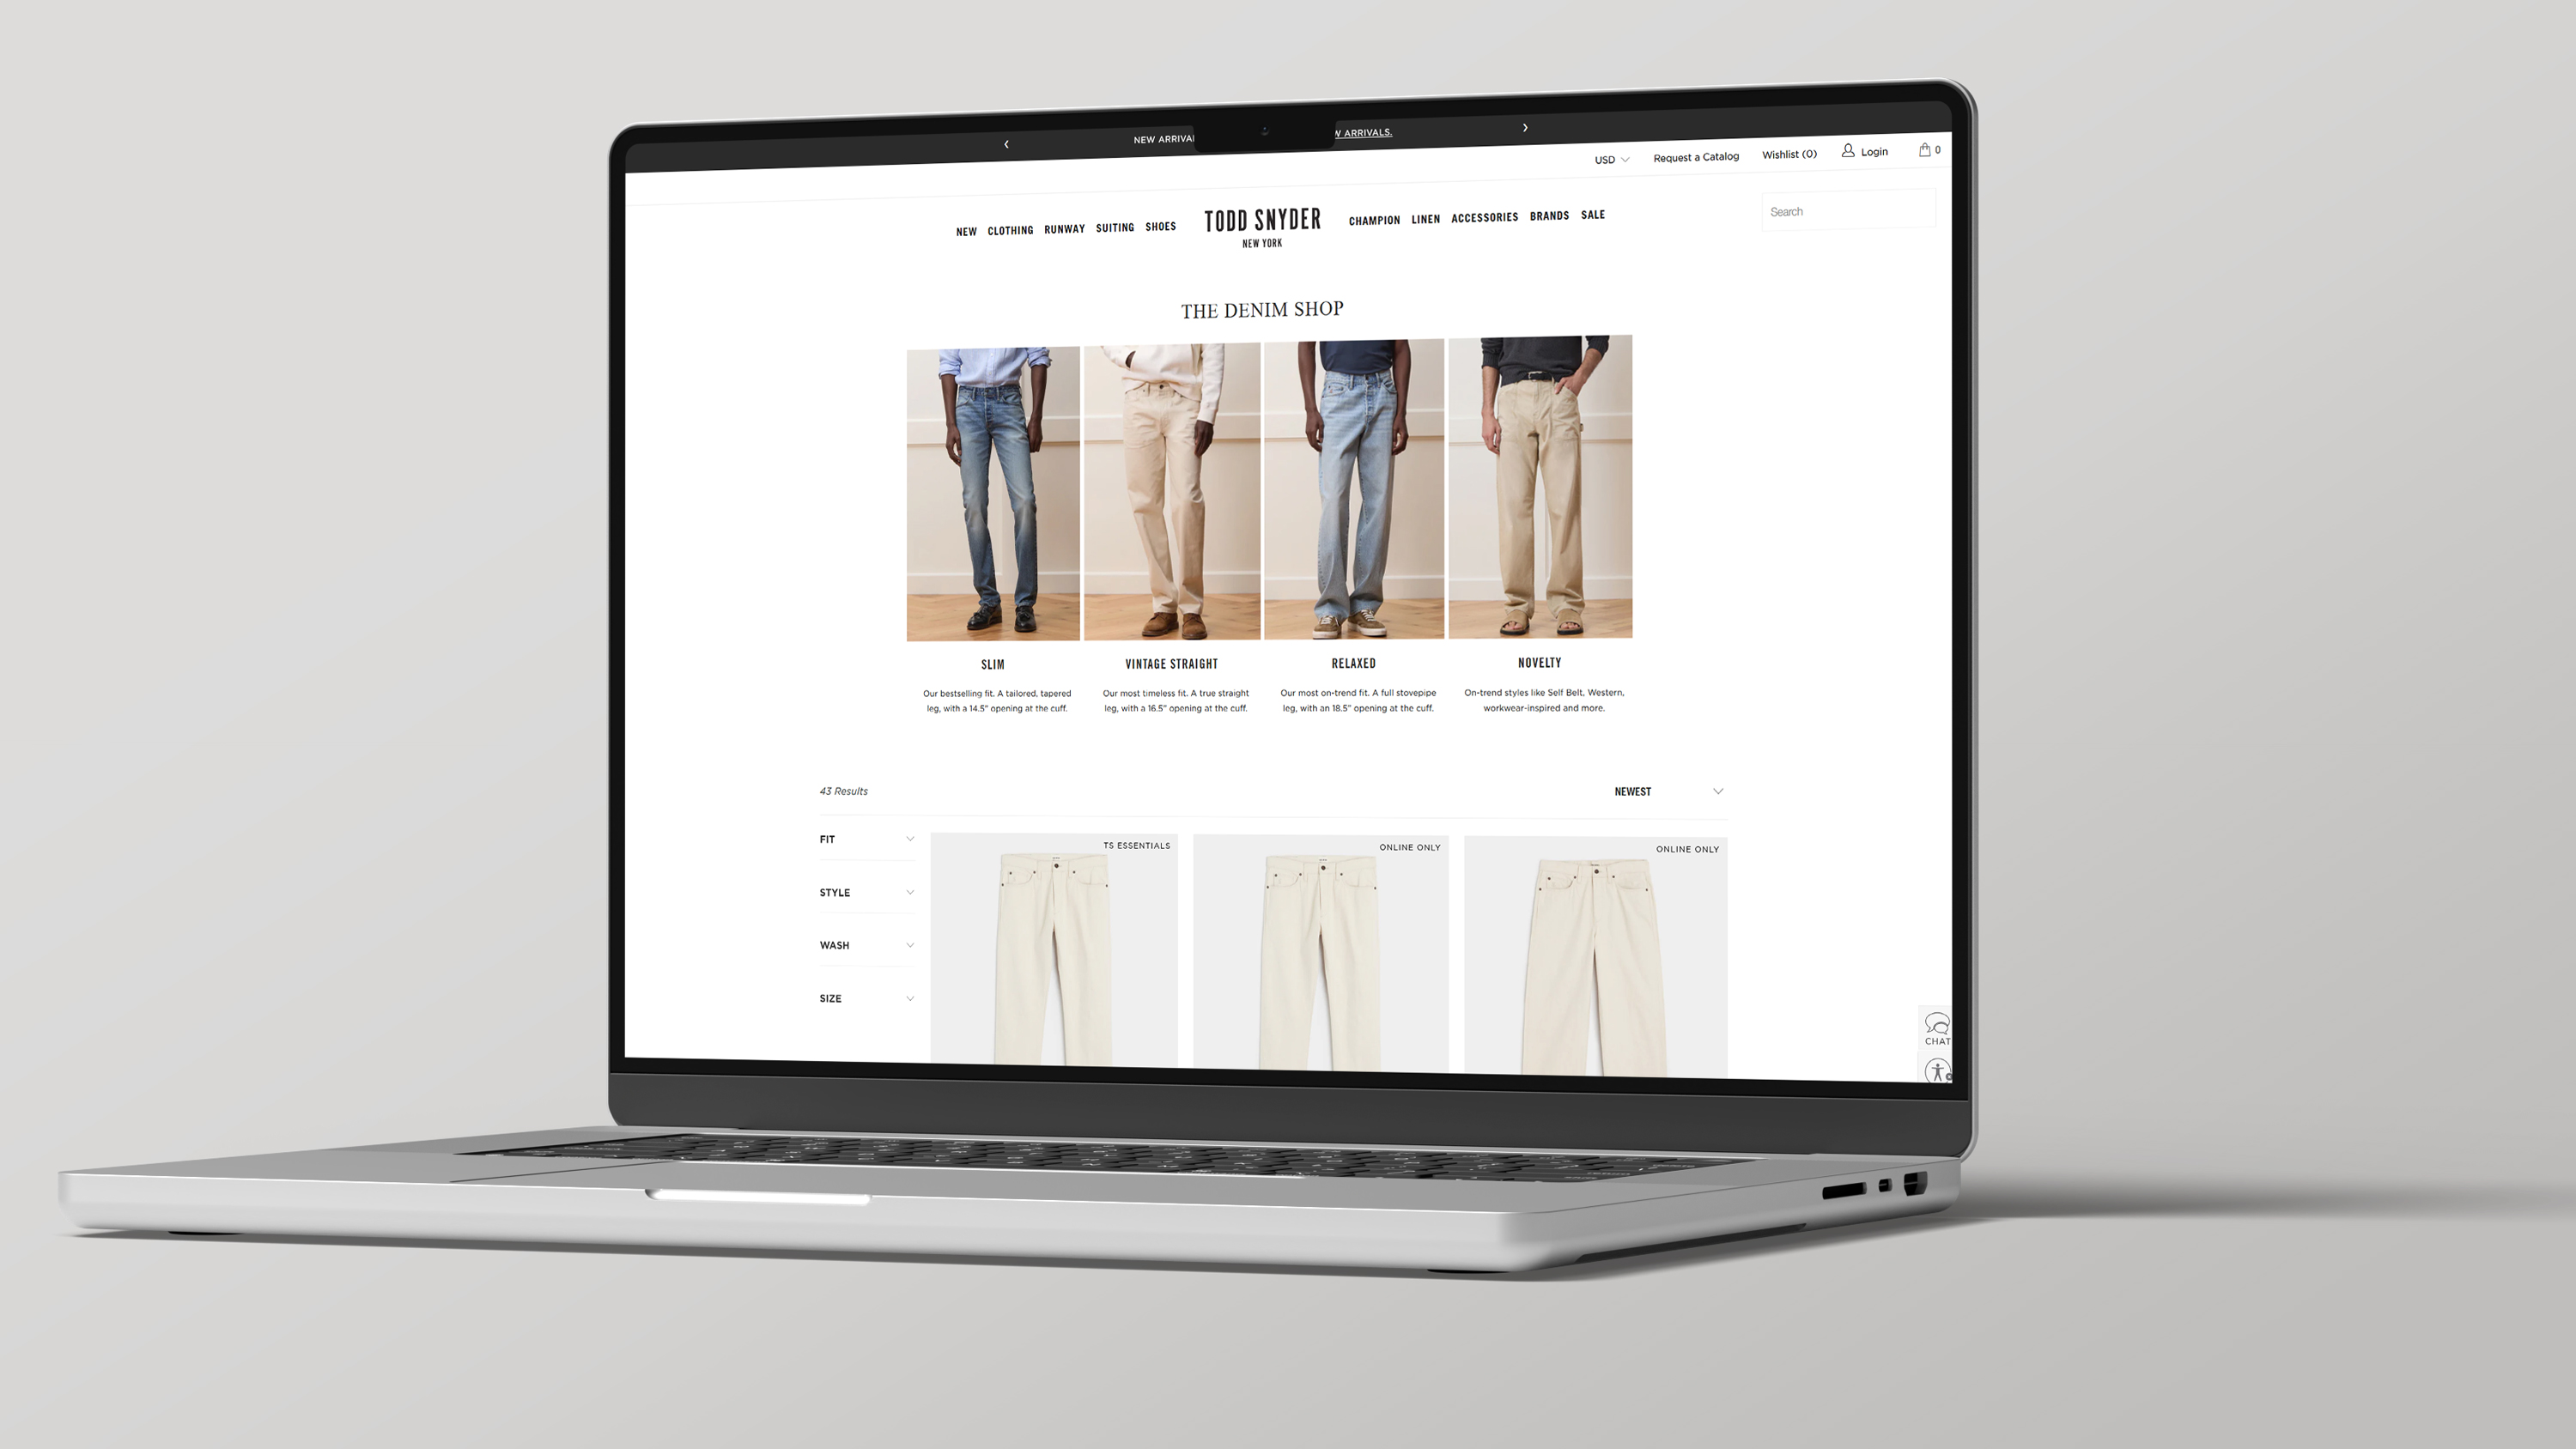 NEW ARRIVA
ARRIVALS.
USD
Request a Catalog
Wishlist (0)
Login
0
Search
NEW CLOTHING RUNWAY SUITING SHOES
TODD SNYDER
NEW YORK
CHAMPION LINEN ACCESSORIES BRANDS SALE
THE DENIM SHOP
SLIM
Our bestselling fit. A tailored, tapered
leg, with a 14.5" opening at the cuff.
VINTAGE STRAIGHT
Our most timeless fit. A true straight
leg, with a 16.5" opening at the cuff.
RELAXED
Our most on-trend fit. A full stovepipe
leg, with an 18.5" opening at the cuff.
NOVELTY
On-trend styles like Self Belt, Western,
workwear-inspired and more.
43 Results
NEWEST
FIT
STYLE
WASH
SIZE
TS ESSENTIALS
ONLINE ONLY
ONLINE ONLY
CHAT